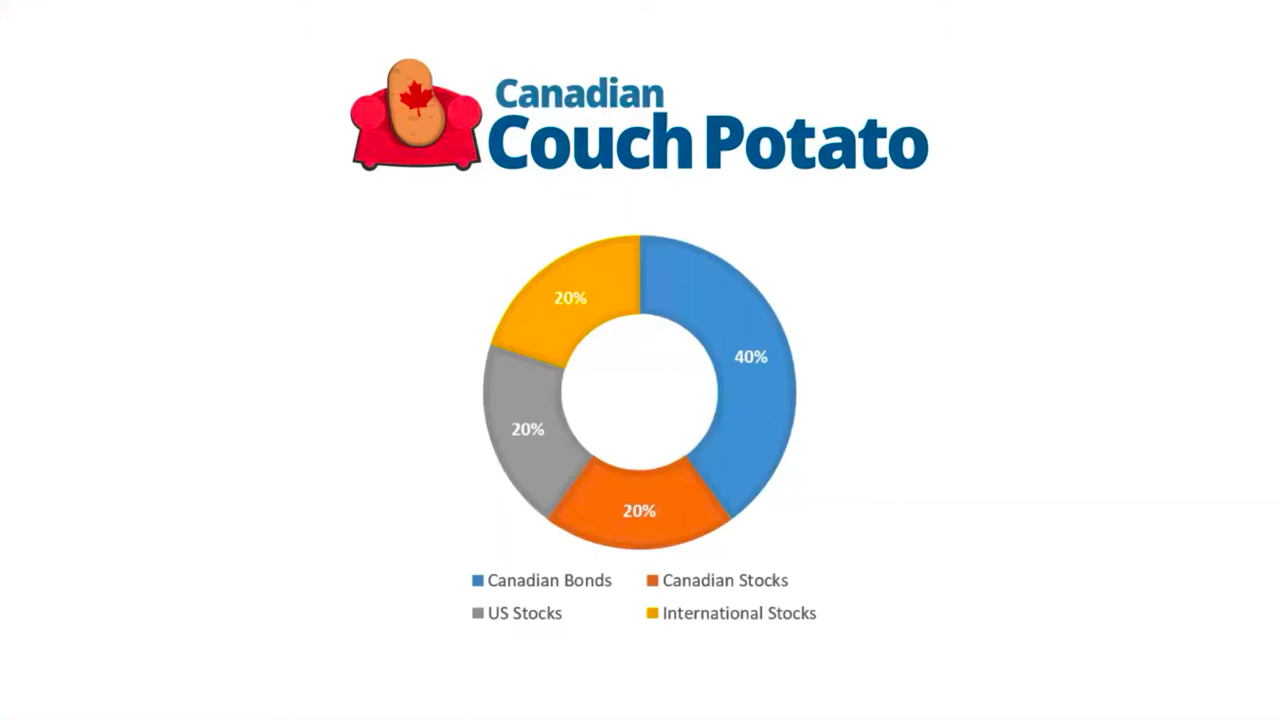 Canadian
Couch Potato
20%
40%
20%
20%
Canadian Bonds
Canadian Stocks
US Stocks
International Stocks